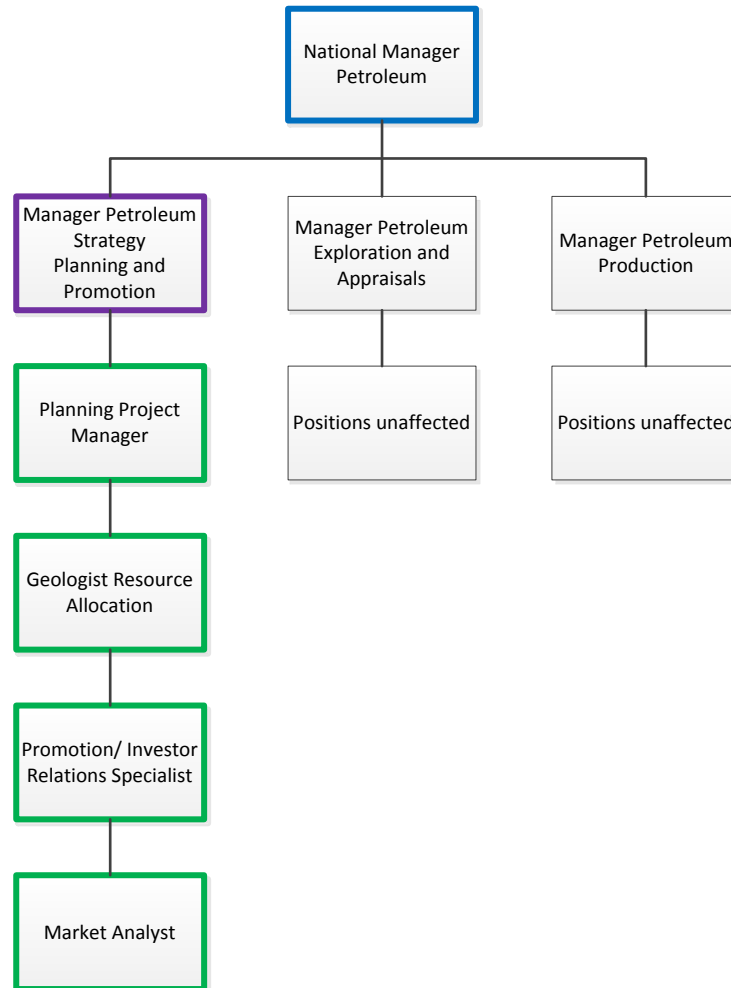 National Manager
Petroleum
Manager Petroleum
Strategy
Planning and
Promotion
Manager Petroleum
Exploration and
Appraisals
Manager Petroleum
Production
Planning Project
Manager
Positions unaffected
Positions unaffected
Geologist Resource
Allocation
Promotion/ Investor
Relations Specialist
Market Analyst